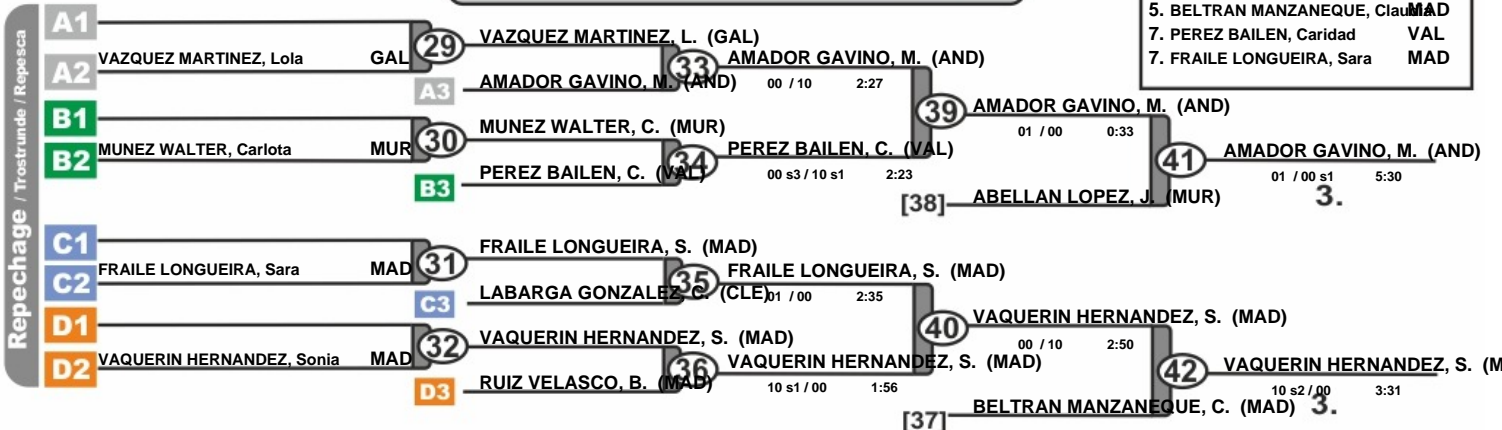 5. BELTRAN MANZANEQUE, Claudia MAD
7. PEREZ BAILEN, Caridad VAL
7. FRAILE LONGUEIRA, Sara MAD
Repechage / Trostrunde / Repesca
A1
A2 VAZQUEZ MARTINEZ, Lola GAL
29
VAZQUEZ MARTINEZ, L. (GAL)
A3 AMADOR GAVINO, M. (AND)
33
AMADOR GAVINO, M. (AND)
00 / 10 2:27
B1
B2 MUNEZ WALTER, Carlota MUR
30
MUNEZ WALTER, C. (MUR)
B3 PEREZ BAILEN, C. (VAL)
34
PEREZ BAILEN, C. (VAL)
00 s3 / 10 s1 2:23
39
AMADOR GAVINO, M. (AND)
01 / 00 0:33
[38] ABELLAN LOPEZ, J. (MUR)
41
AMADOR GAVINO, M. (AND)
01 / 00 s1 5:30
3.
C1
C2 FRAILE LONGUEIRA, Sara MAD
31
FRAILE LONGUEIRA, S. (MAD)
C3 LABARGA GONZALEZ, C. (CLE)
35
FRAILE LONGUEIRA, S. (MAD)
01 / 00 2:35
D1
D2 VAQUERIN HERNANDEZ, Sonia MAD
32
VAQUERIN HERNANDEZ, S. (MAD)
D3 RUIZ VELASCO, B. (MAD)
36
VAQUERIN HERNANDEZ, S. (MAD)
10 s1 / 00 1:56
40
VAQUERIN HERNANDEZ, S. (MAD)
00 / 10 2:50
[37] BELTRAN MANZANEQUE, C. (MAD)
42
VAQUERIN HERNANDEZ, S. (M
10 s2 / 00 3:31
3.